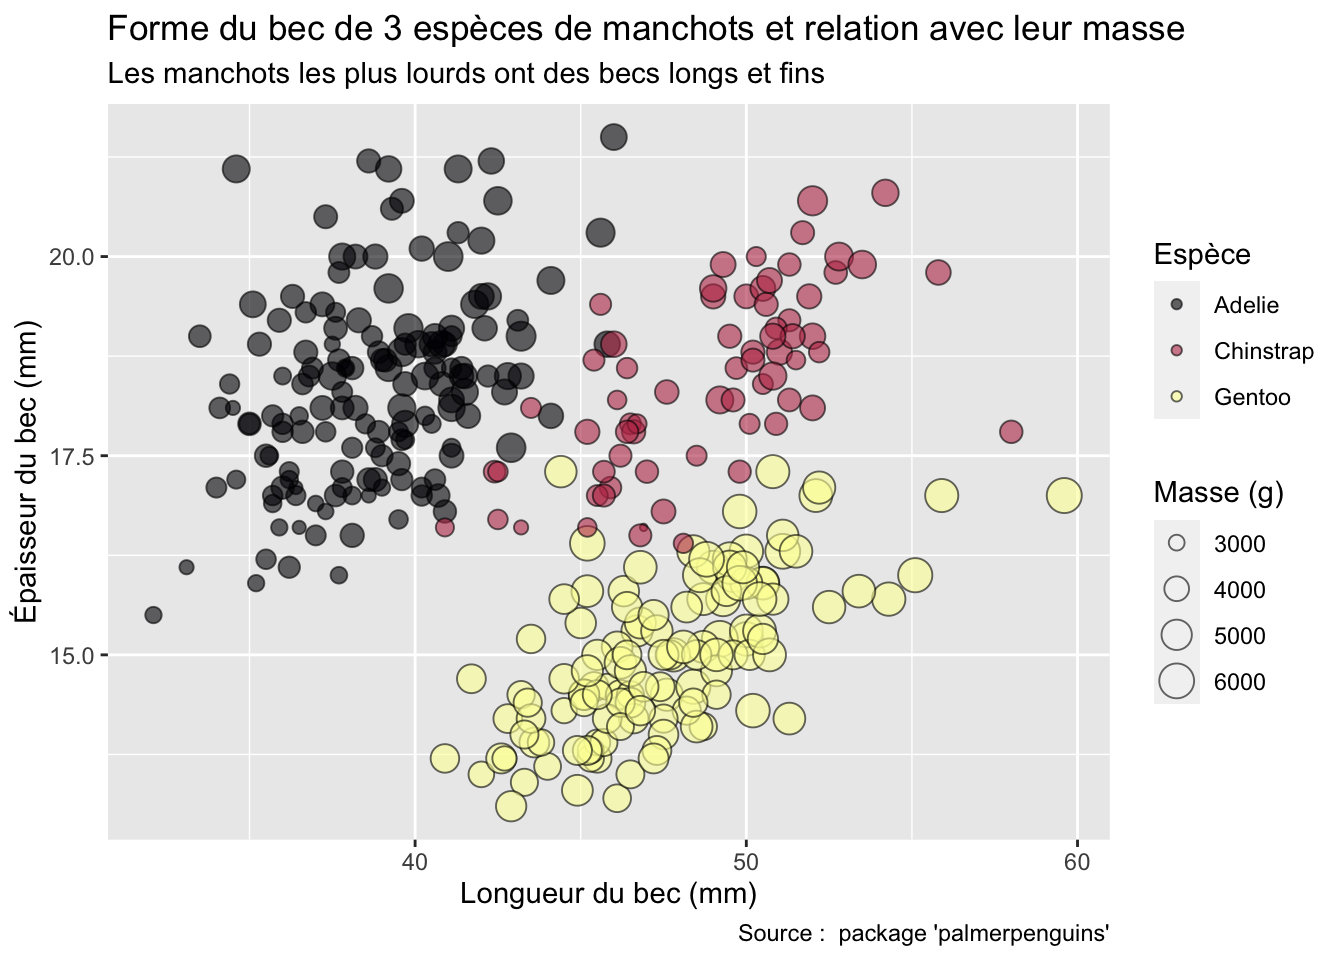 Forme du bec de 3 espèces de manchots et relation avec leur masse
Les manchots les plus lourds ont des becs longs et fins
Épaisseur du bec (mm)
20.0
17.5
15.0
40
50
60
Longueur du bec (mm)
Espèce
Adelie
Chinstrap
Gentoo
Masse (g)
3000
4000
5000
6000
Source :  package 'palmerpenguins'